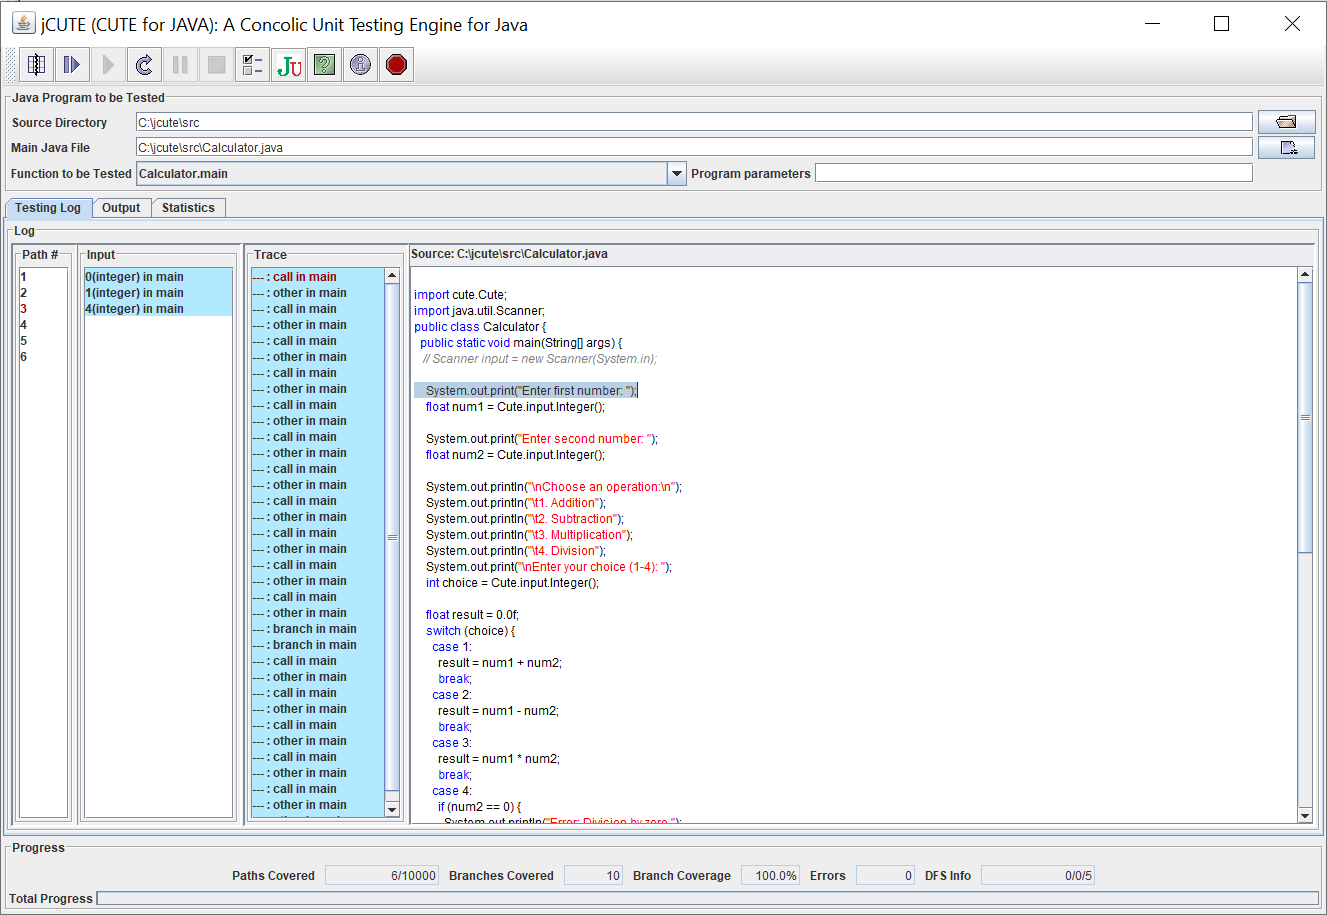 jCUTE (CUTE for JAVA): A Concolic Unit Testing Engine for Java
JU
Java Program to be Tested
Source Directory C:\jcute\src
Main Java File C:\jcute\src\Calculator.java
Function to be Tested Calculator.main Program parameters
Testing Log Output Statistics
Log
Path #
1
2
3
4
5
6
Input
0(integer) in main
1(integer) in main
4(integer) in main
Trace
--- : call in main
--- : other in main
--- : call in main
--- : other in main
--- : call in main
--- : other in main
--- : call in main
--- : other in main
--- : call in main
--- : other in main
--- : call in main
--- : other in main
--- : call in main
--- : other in main
--- : call in main
--- : other in main
--- : call in main
--- : other in main
--- : call in main
--- : other in main
--- : call in main
--- : other in main
--- : branch in main
--- : branch in main
--- : call in main
--- : other in main
--- : call in main
--- : other in main
--- : call in main
--- : other in main
--- : call in main
--- : other in main
--- : call in main
--- : other in main
Source: C:\jcute\src\Calculator.java
import cute.Cute;
import java.util.Scanner;
public class Calculator {
public static void main(String[] args) {
// Scanner input = new Scanner(System.in);
System.out.print("Enter first number: ");
float num1 = Cute.input.Integer();
System.out.print("Enter second number: ");
float num2 = Cute.input.Integer();
System.out.println("\nChoose an operation:\n");
System.out.println("\t1. Addition");
System.out.println("\t2. Subtraction");
System.out.println("\t3. Multiplication");
System.out.println("\t4. Division");
System.out.print("\nEnter your choice (1-4): ");
int choice = Cute.input.Integer();
float result = 0.0f;
switch (choice) {
case 1:
result = num1 + num2;
break;
case 2:
result = num1 - num2;
break;
case 3:
result = num1 * num2;
break;
case 4:
if (num2 == 0) {
System.out.println("Error: Division by zero.");
Progress
Paths Covered 6/10000 Branches Covered 10 Branch Coverage 100.0% Errors 0 DFS Info 0/0/5
Total Progress